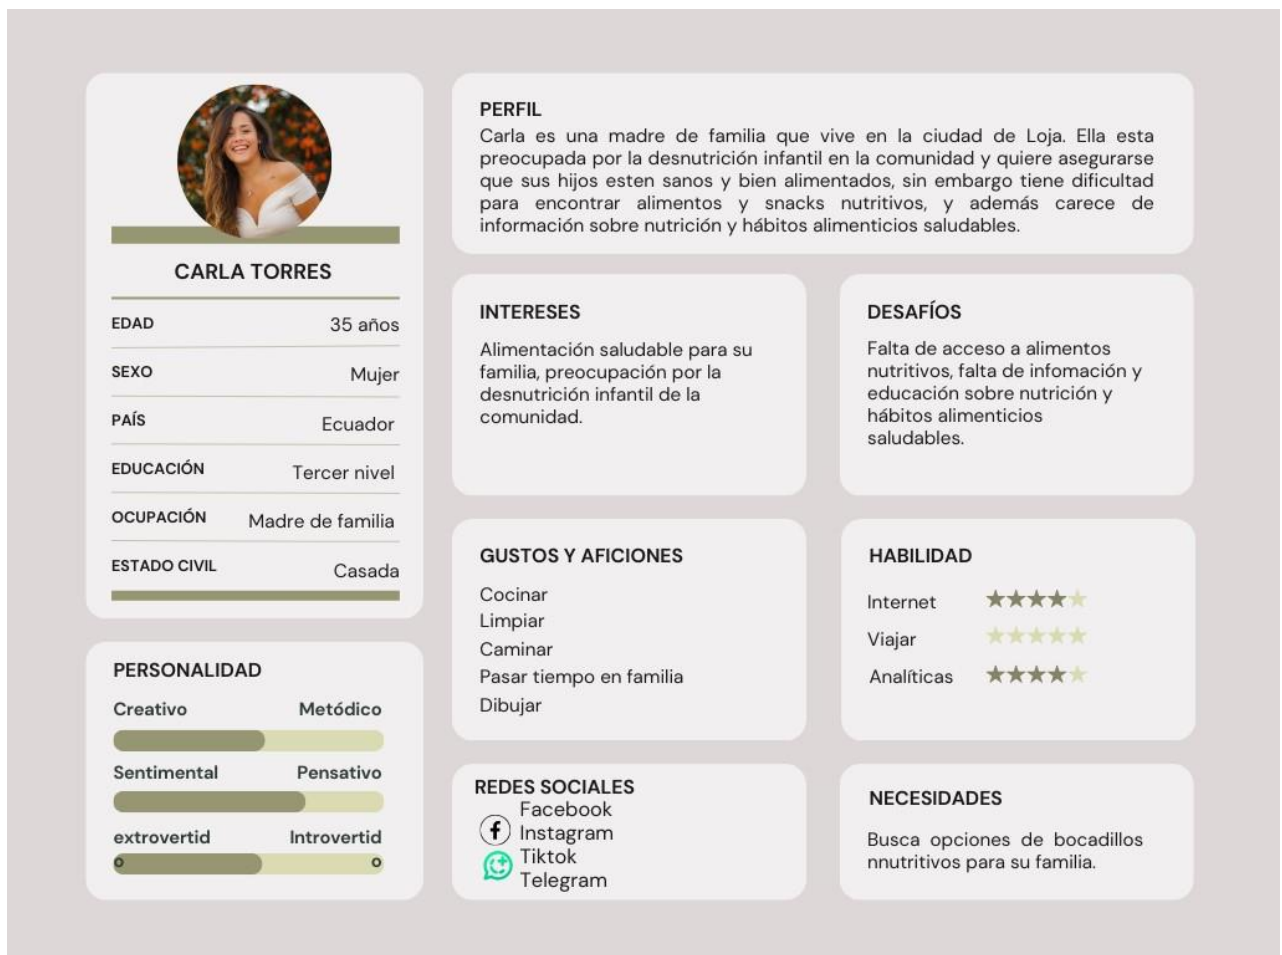 CARLA TORRES
EDAD 35 años
SEXO Mujer
PAÍS Ecuador
EDUCACIÓN Tercer nivel
OCUPACIÓN Madre de familia
ESTADO CIVIL Casada
PERSONALIDAD
Creativo Metódico
Sentimental Pensativo
extrovertid Introvertid
o o
PERFIL
Carla es una madre de familia que vive en la ciudad de Loja. Ella esta
preocupada por la desnutrición infantil en la comunidad y quiere asegurarse
que sus hijos esten sanos y bien alimentados, sin embargo tiene dificultad
para encontrar alimentos y snacks nutritivos, y además carece de
información sobre nutrición y hábitos alimenticios saludables.
INTERESES
Alimentación saludable para su
familia, preocupación por la
desnutrición infantil de la
comunidad.
DESAFÍOS
Falta de acceso a alimentos
nutritivos, falta de infomación y
educación sobre nutrición y
hábitos alimenticios
saludables.
GUSTOS Y AFICIONES
Cocinar
Limpiar
Caminar
Pasar tiempo en familia
Dibujar
HABILIDAD
Internet
Viajar
Analíticas
REDES SOCIALES
Facebook
Instagram
Tiktok
Telegram
NECESIDADES
Busca opciones de bocadillos
nnutritivos para su familia.